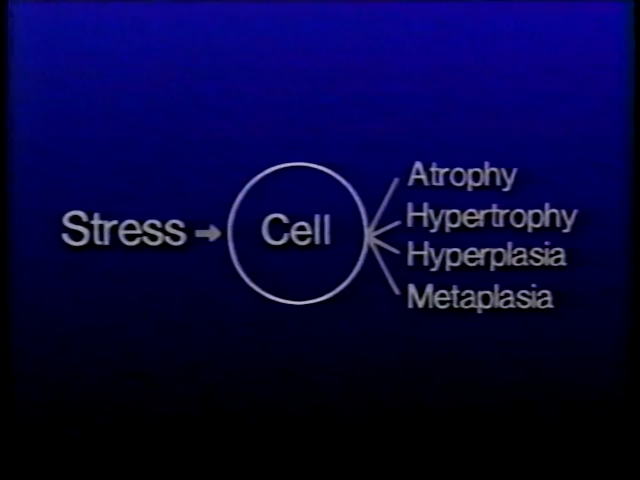 Stress
Cell
Atrophy
Hypertrophy
Hyperplasia
Metaplasia